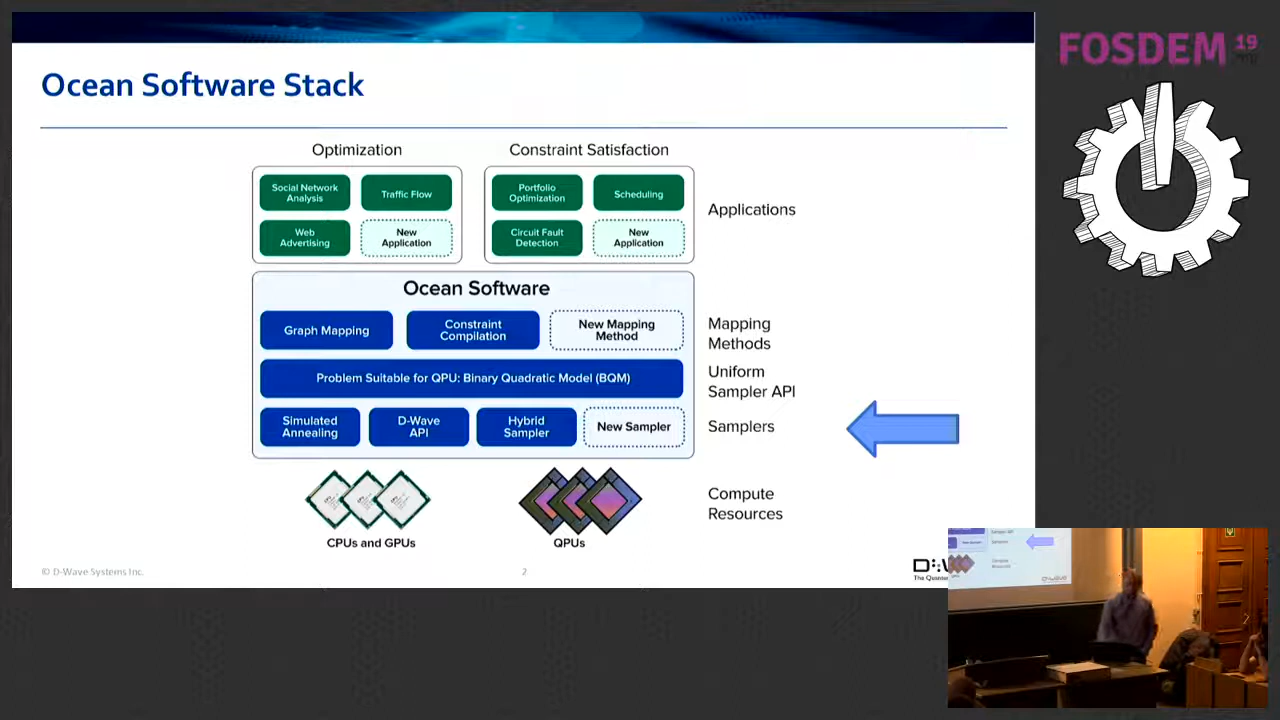 FOSDEM 19
Ocean Software Stack
Optimization
Constraint Satisfaction
Social Network
Analysis
Traffic Flow
Portfolio
Optimization
Scheduling
Applications
Web
Advertising
New
Application
Circuit Fault
Detection
New
Application
Ocean Software
Graph Mapping
Constraint
Compilation
New Mapping
Method
Mapping
Methods
Problem Suitable for QPU: Binary Quadratic Model (BQM)
Uniform
Sampler API
Simulated
Annealing
D-Wave
API
Hybrid
Sampler
New Sampler
Samplers
Compute
Resources
CPUs and GPUs
QPUs
© D-Wave Systems Inc.
2
The Quantum